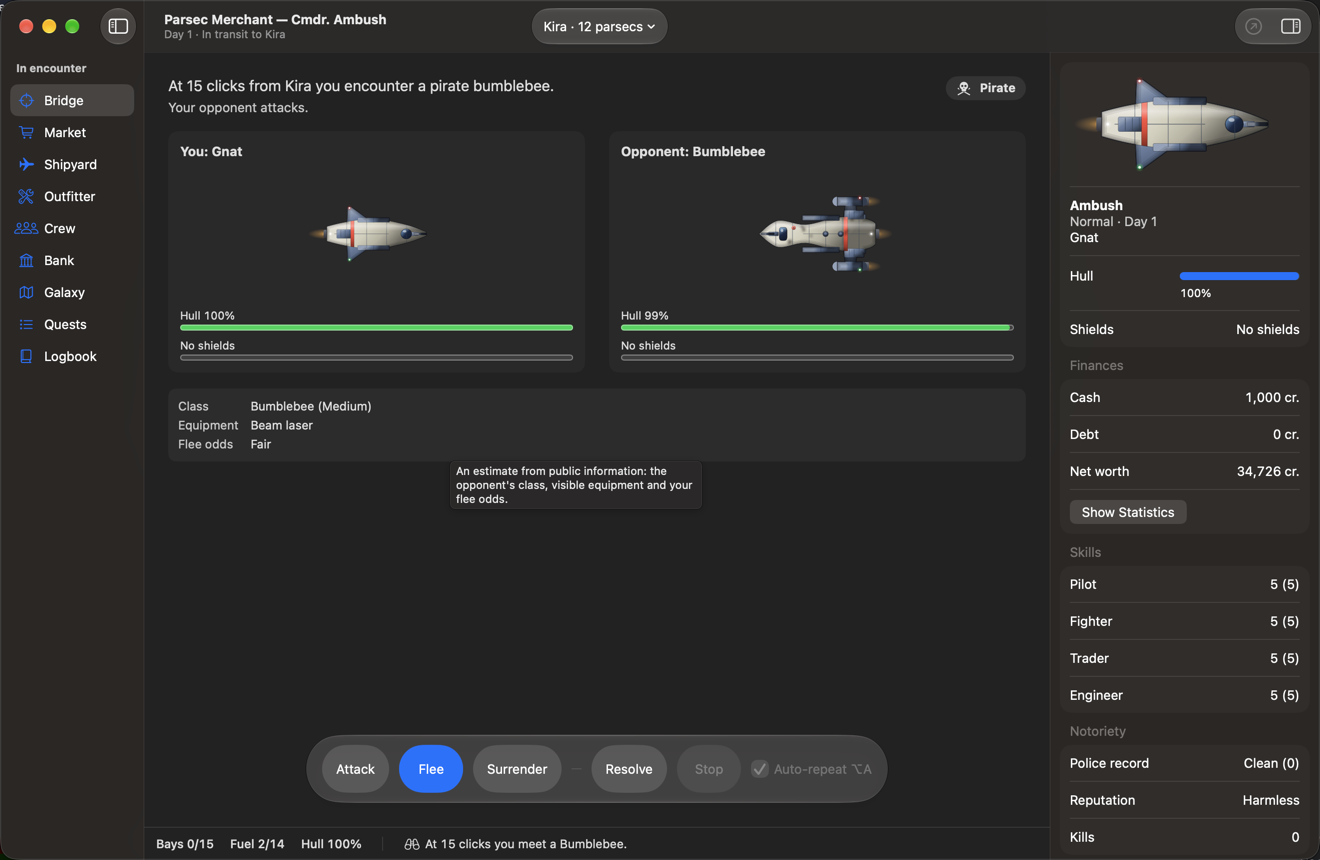 Parsec Merchant — Cmdr. Ambush
Day 1 · In transit to Kira
Kira · 12 parsecs
In encounter
Bridge
Market
Shipyard
Outfitter
Crew
Bank
Galaxy
Quests
Logbook
At 15 clicks from Kira you encounter a pirate bumblebee.
Your opponent attacks.
Pirate
You: Gnat
Hull 100%
No shields
Opponent: Bumblebee
Hull 99%
No shields
Class Bumblebee (Medium)
Equipment Beam laser
Flee odds Fair
An estimate from public information: the
opponent's class, visible equipment and your
flee odds.
Attack
Flee
Surrender
Resolve
Stop
Auto-repeat ⌥A
Bays 0/15 Fuel 2/14 Hull 100% At 15 clicks you meet a Bumblebee.
Ambush
Normal · Day 1
Gnat
Hull
100%
Shields No shields
Finances
Cash 1,000 cr.
Debt 0 cr.
Net worth 34,726 cr.
Show Statistics
Skills
Pilot 5 (5)
Fighter 5 (5)
Trader 5 (5)
Engineer 5 (5)
Notoriety
Police record Clean (0)
Reputation Harmless
Kills 0